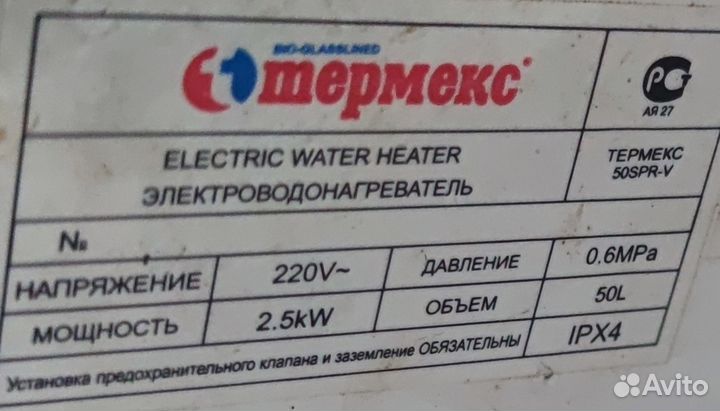 BIO-GLASSLINED
термекс®
РСТ
АЯ 27
ELECTRIC WATER HEATER
ЭЛЕКТРОВОДОНАГРЕВАТЕЛЬ
ТЕРМЕКС
50SPR-V
№
НАПРЯЖЕНИЕ 220V~ ДАВЛЕНИЕ 0.6MPa
МОЩНОСТЬ 2.5kW ОБЪЕМ 50L
Установка предохранительного клапана и заземление ОБЯЗАТЕЛЬНЫ IPX4
Avito